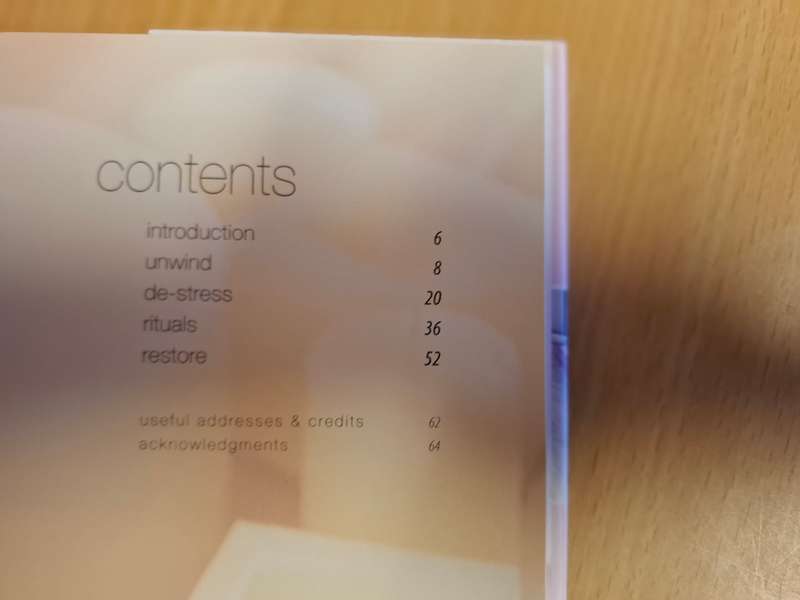 contents
introduction 6
unwind 8
de-stress 20
rituals 36
restore 52
useful addresses & credits 62
acknowledgments 64